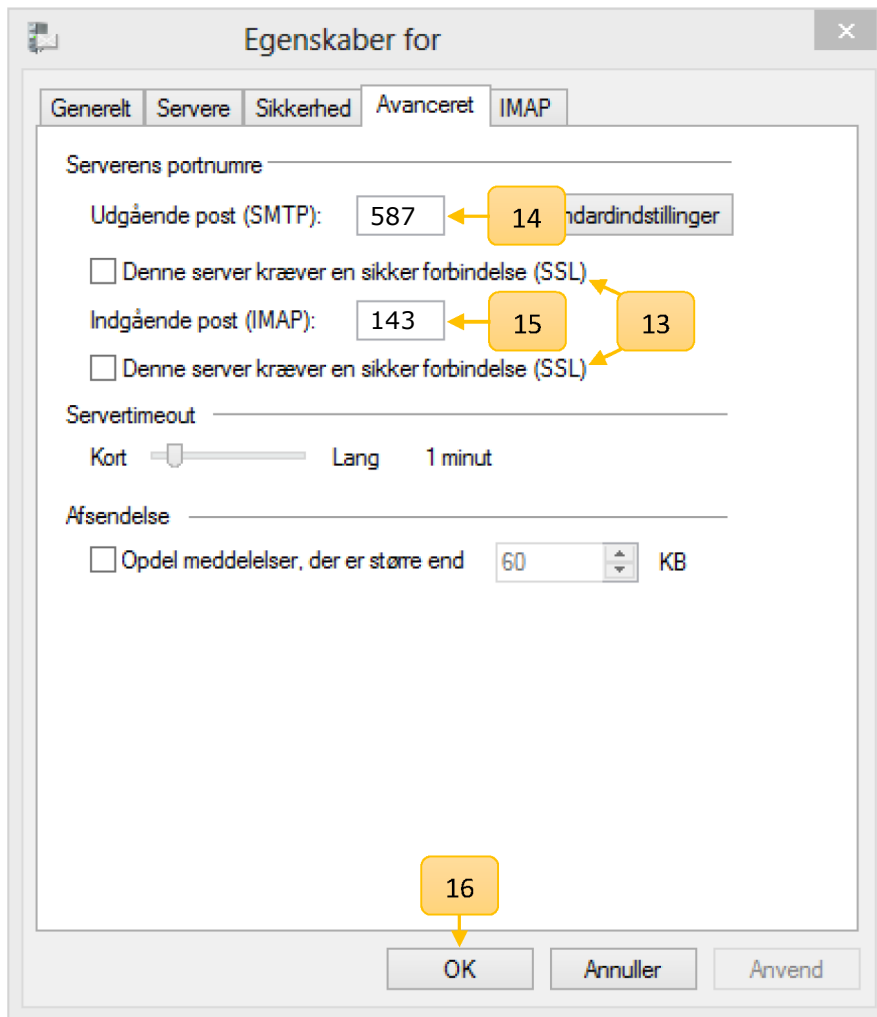 Egenskaber for
Generelt Servere Sikkerhed Avanceret IMAP
Serverens portnumre
Udgående post (SMTP): 587 14 ndardindstillinger
Denne server kræver en sikker forbindelse (SSL)
Indgående post (IMAP): 143 15 13
Denne server kræver en sikker forbindelse (SSL)
Servertimeout
Kort Lang 1 minut
Afsendelse
Opdel meddelelser, der er større end 60 KB
16
OK Annuller Anvend